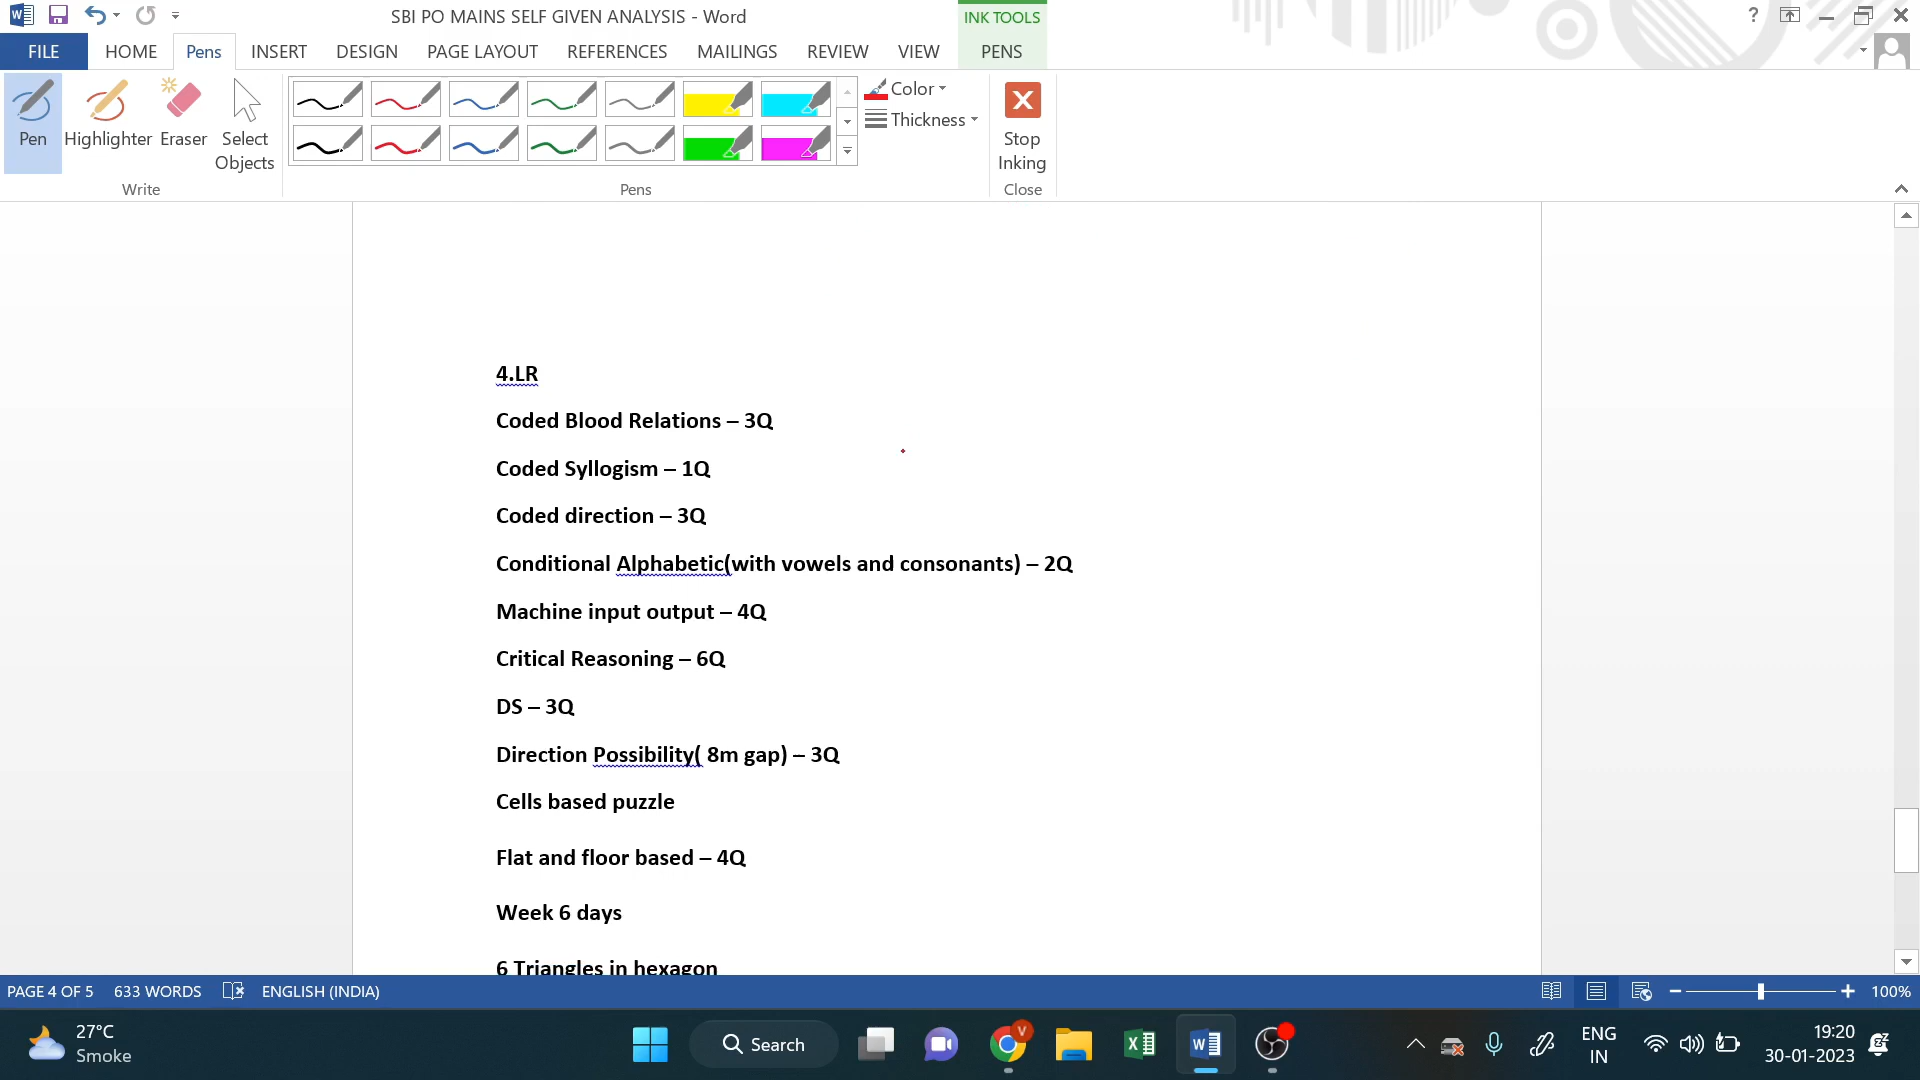 SBI PO MAINS SELF GIVEN ANALYSIS - Word
INK TOOLS
?
FILE
HOME
Pens
INSERT
DESIGN
PAGE LAYOUT
REFERENCES
MAILINGS
REVIEW
VIEW
PENS
Pen
Highlighter
Eraser
Select
Objects
Color
Thickness
Stop
Inking
Write
Pens
Close
4.LR
Coded Blood Relations – 3Q
Coded Syllogism – 1Q
Coded direction – 3Q
Conditional Alphabetic(with vowels and consonants) – 2Q
Machine input output – 4Q
Critical Reasoning – 6Q
DS – 3Q
Direction Possibility( 8m gap) – 3Q
Cells based puzzle
Flat and floor based – 4Q
Week 6 days
6 Triangles in hexagon
PAGE 4 OF 5
633 WORDS
ENGLISH (INDIA)
100%
27°C
Smoke
Search
V
ENG
IN
19:20
30-01-2023